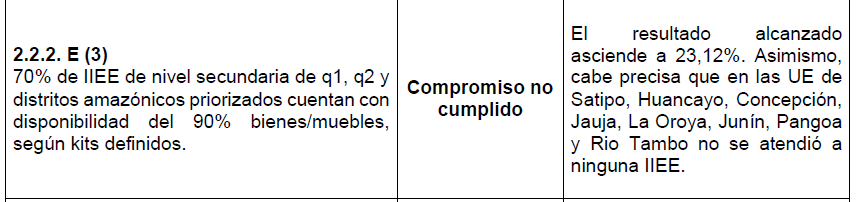 2.2.2. E (3)
70% de IIEE de nivel secundaria de q1, q2 y
distritos amazónicos priorizados cuentan con
disponibilidad del 90% bienes/muebles,
según kits definidos.
Compromiso no
cumplido
El resultado alcanzado
asciende a 23,12%. Asimismo,
cabe precisa que en las UE de
Satipo, Huancayo, Concepción,
Jauja, La Oroya, Junín, Pangoa
y Rio Tambo no se atendió a
ninguna IIEE.